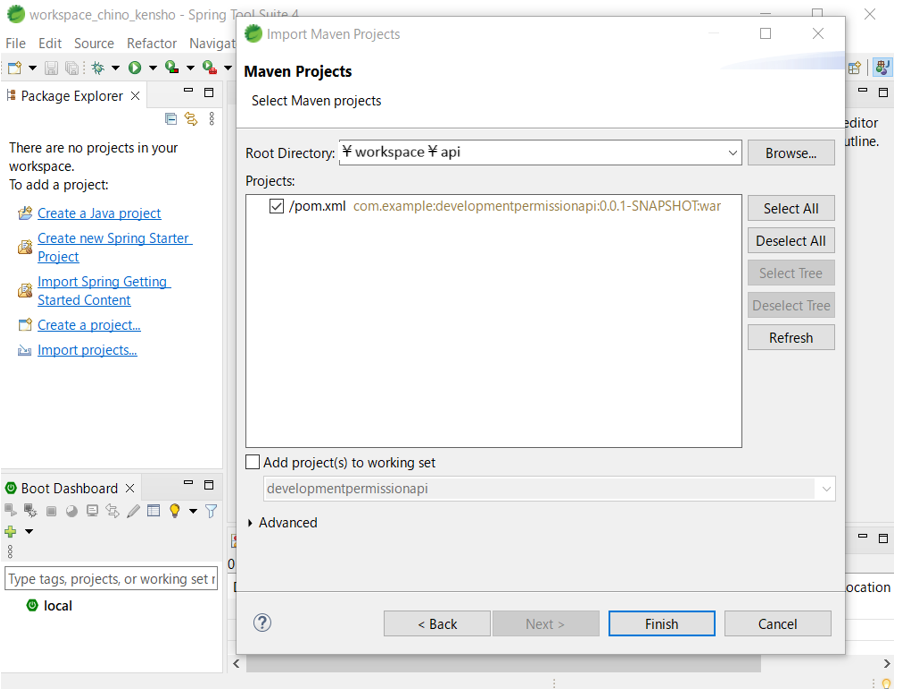 workspace_chino_kensho - Spring Tool Suite 4
File Edit Source Refactor Navigat
Package Explorer
There are no projects in your
workspace.
To add a project:
Create a Java project
Create new Spring Starter
Project
Import Spring Getting
Started Content
Create a project...
Import projects...
Boot Dashboard
Type tags, projects, or working set
local
Import Maven Projects
Maven Projects
Select Maven projects
Root Directory: ¥workspace¥api
Browse...
Projects:
/pom.xml com.example:developmentpermissionapi:0.0.1-SNAPSHOT:war
Select All
Deselect All
Select Tree
Deselect Tree
Refresh
Add project(s) to working set
developmentpermissionapi
Advanced
< Back
Next >
Finish
Cancel
editor
utline.
0
ocation